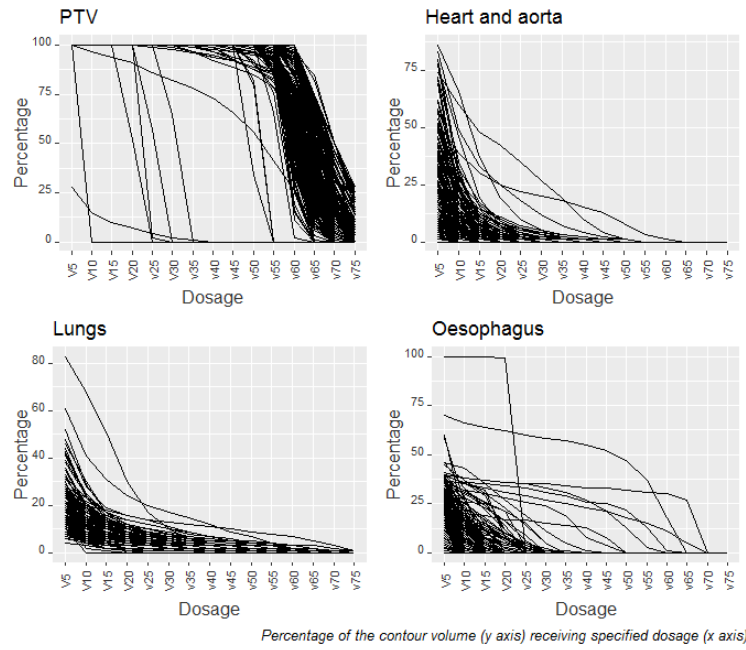 PTV
100
75
50
25
0
Percentage
V5 V10 V15 V20 v25 V30 v35 v40 v45 v50 v55 v60 v65 v70 v75
Dosage
Heart and aorta
75
50
25
0
Percentage
V5 V10 V15 V20 v25 V30 v35 v40 v45 v50 v55 v60 v65 v70 v75
Dosage
Lungs
80
60
40
20
0
Percentage
V5 V10 V15 V20 v25 V30 v35 v40 v45 v50 v55 v60 v65 v70 v75
Dosage
Oesophagus
100
75
50
25
0
Percentage
V5 V10 V15 V20 v25 V30 v35 v40 v45 v50 v55 v60 v65 v70 v75
Dosage
Percentage of the contour volume (y axis) receiving specified dosage (x axis)